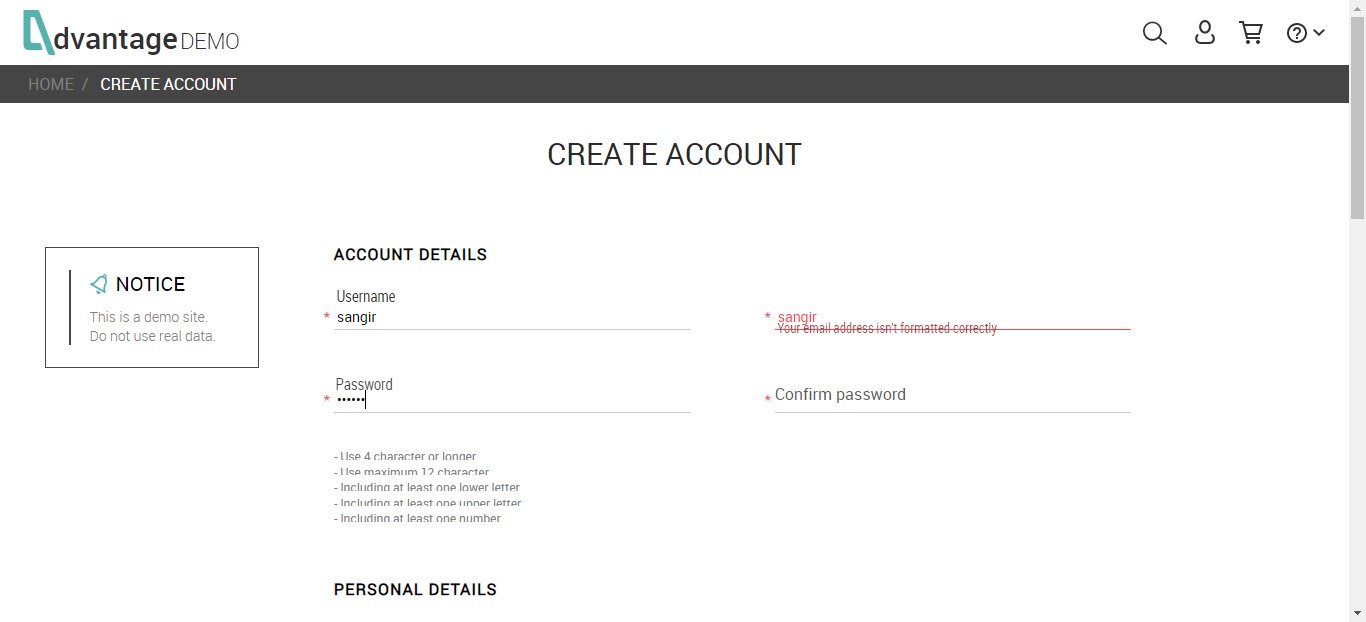 dvantage DEMO
HOME / CREATE ACCOUNT
CREATE ACCOUNT
NOTICE
This is a demo site.
Do not use real data.
ACCOUNT DETAILS
Username
* sangir
* sangir
Your email address isn't formatted correctly
Password
* ••••••
* Confirm password
- Use 4 character or longer
- Use maximum 12 character
- Including at least one lower letter
- Including at least one upper letter
- Including at least one number
PERSONAL DETAILS